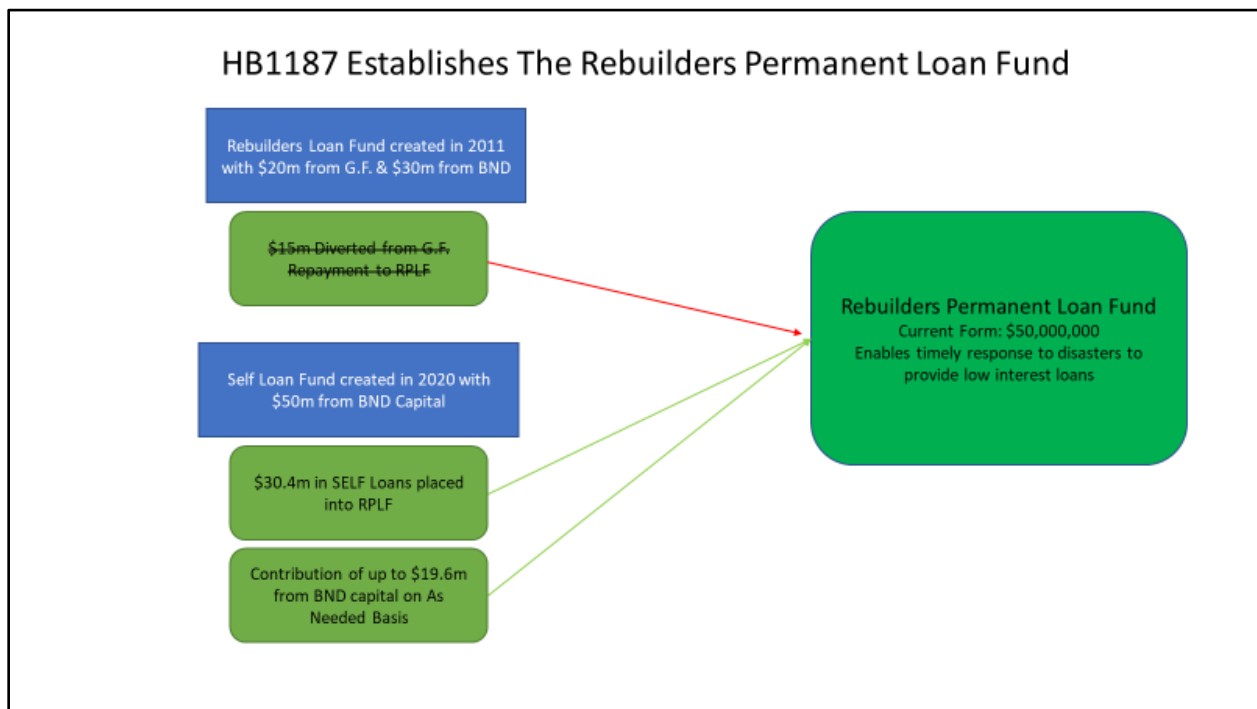 HB1187 Establishes The Rebuilders Permanent Loan Fund
Rebuilders Loan Fund created in 2011
with $20m from G.F. & $30m from BND
$15m Diverted from G.F.
Repayment to RPLF
Self Loan Fund created in 2020 with
$50m from BND Capital
$30.4m in SELF Loans placed
into RPLF
Contribution of up to $19.6m
from BND capital on As
Needed Basis
Rebuilders Permanent Loan Fund
Current Form: $50,000,000
Enables timely response to disasters to
provide low interest loans